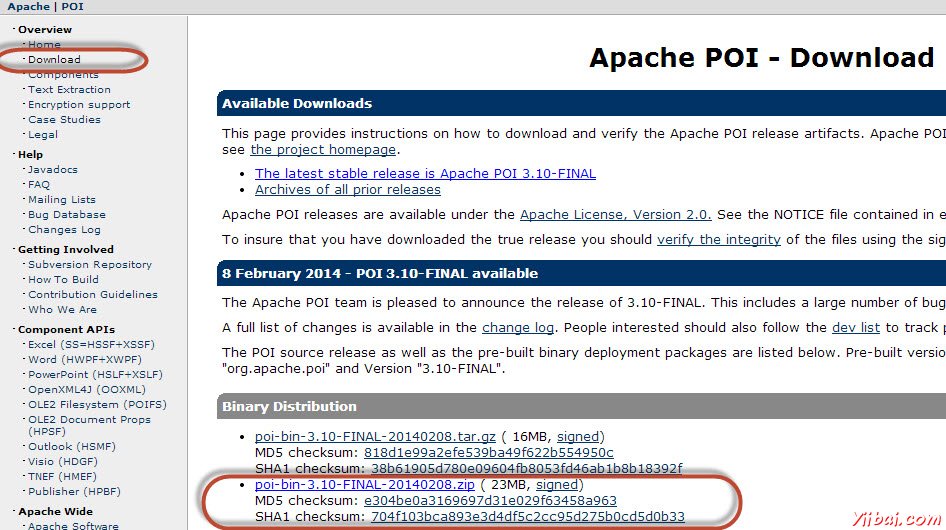 Apache | POI
Overview
Home
Download
Components
Text Extraction
Encryption support
Case Studies
Legal
Help
Javadocs
FAQ
Mailing Lists
Bug Database
Changes Log
Getting Involved
Subversion Repository
How To Build
Contribution Guidelines
Who We Are
Component APIs
Excel (SS=HSSF+XSSF)
Word (HWPF+XWPF)
PowerPoint (HSLF+XSLF)
OpenXML4J (OOXML)
OLE2 Filesystem (POIFS)
OLE2 Document Props
(HPSF)
Outlook (HSMF)
Visio (HDGF)
TNEF (HMEF)
Publisher (HPBF)
Apache Wide
Apache Software
Apache POI - Download
Available Downloads
This page provides instructions on how to download and verify the Apache POI release artifacts. Apache POI
see the project homepage.
The latest stable release is Apache POI 3.10-FINAL
Archives of all prior releases
Apache POI releases are available under the Apache License, Version 2.0. See the NOTICE file contained in e
To insure that you have downloaded the true release you should verify the integrity of the files using the sig
8 February 2014 - POI 3.10-FINAL available
The Apache POI team is pleased to announce the release of 3.10-FINAL. This includes a large number of bug
A full list of changes is available in the change log. People interested should also follow the dev list to track p
The POI source release as well as the pre-built binary deployment packages are listed below. Pre-built versio
"org.apache.poi" and Version "3.10-FINAL".
Binary Distribution
poi-bin-3.10-FINAL-20140208.tar.gz ( 16MB, signed)
MD5 checksum: 818d1e99a2efe539ba49f622b554950c
SHA1 checksum: 38b61905d780e09604fb8053fd46ab1b8b18392f
poi-bin-3.10-FINAL-20140208.zip ( 23MB, signed)
MD5 checksum: e304be0a3169697d31e029f63458a963
SHA1 checksum: 704f103bca893e3d4df5c2cc95d275b0cd5d0b33
Yiibai.com